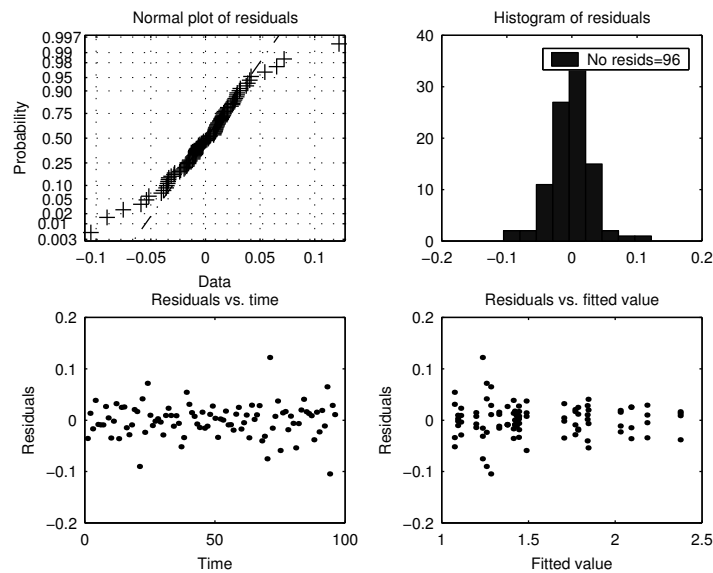 Normal plot of residuals
0.997
0.99
0.98
0.95
0.90
0.75
0.50
0.25
0.10
0.05
0.02
0.01
0.003
Probability
−0.1 −0.05 0 0.05 0.1
Data
Histogram of residuals
No resids=96
40
30
20
10
0
−0.2 −0.1 0 0.1 0.2
Residuals vs. time
0.2
0.1
0
−0.1
−0.2
Residuals
0 50 100
Time
Residuals vs. fitted value
0.2
0.1
0
−0.1
−0.2
Residuals
1 1.5 2 2.5
Fitted value